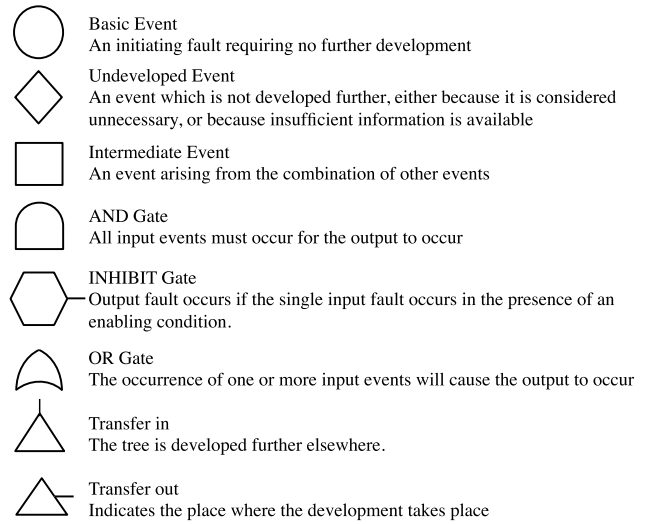 Basic Event
An initiating fault requiring no further development
Undeveloped Event
An event which is not developed further, either because it is considered
unnecessary, or because insufficient information is available
Intermediate Event
An event arising from the combination of other events
AND Gate
All input events must occur for the output to occur
INHIBIT Gate
Output fault occurs if the single input fault occurs in the presence of an
enabling condition.
OR Gate
The occurrence of one or more input events will cause the output to occur
Transfer in
The tree is developed further elsewhere.
Transfer out
Indicates the place where the development takes place